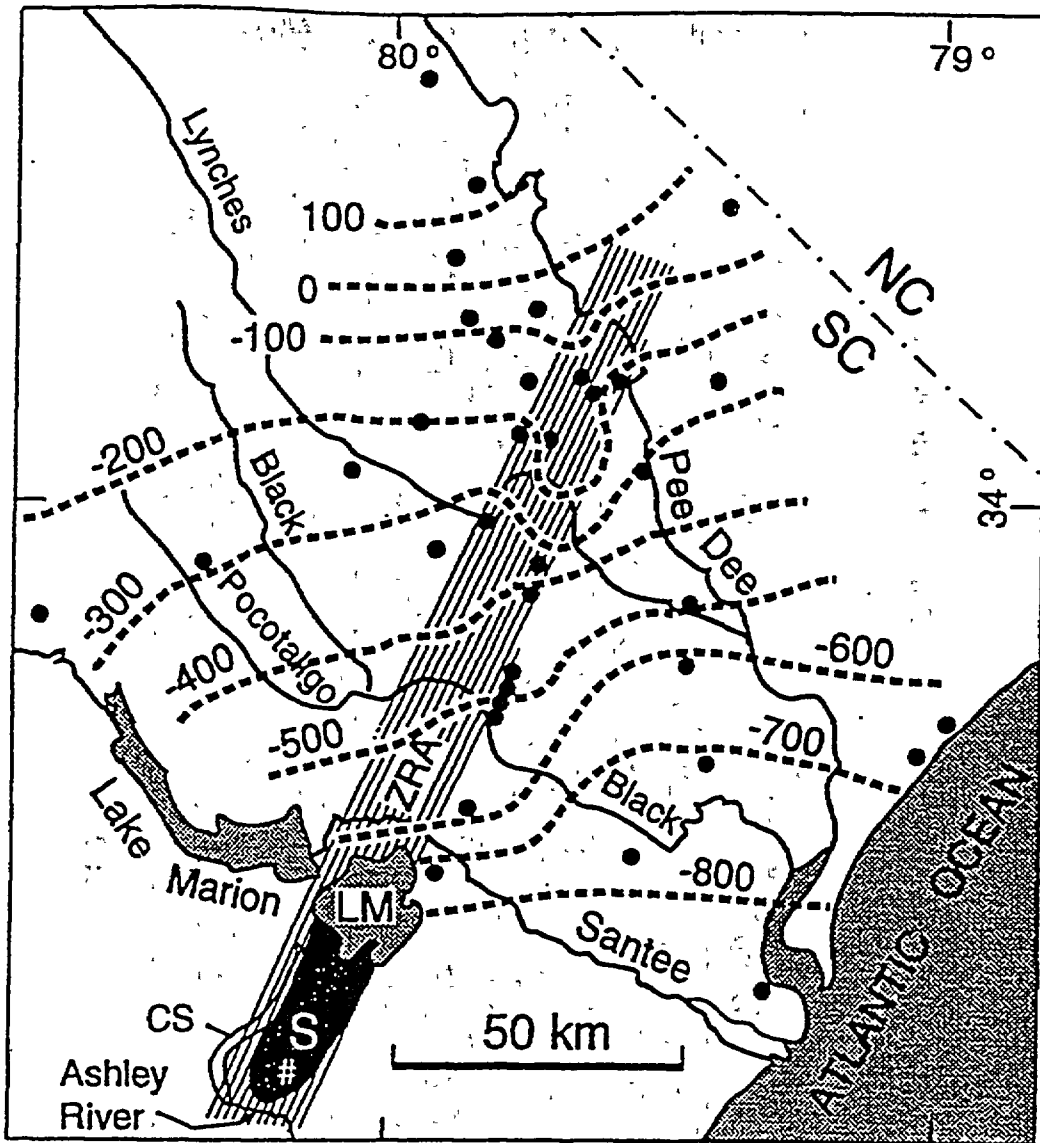 80°
79°
Lynches
100
0
-100
NC
SC
-200
Black
Pee Dee
34°
-300
Pocotaligo
-400
-500
-600
-700
ZRA
Black
Lake Marion
LM
-800
Santee
ATLANTIC OCEAN
CS
S
#
50 km
Ashley
River